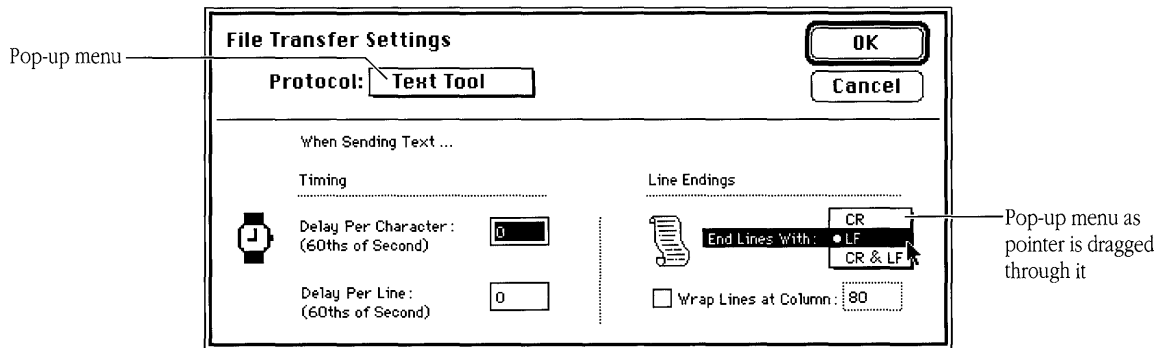 File Transfer Settings
OK
Pop-up menu
Protocol: Text Tool
Cancel
When Sending Text ...
Timing
Delay Per Character:
(60ths of Second)
0
Delay Per Line:
(60ths of Second)
0
Line Endings
End Lines With:
CR
LF
CR & LF
Wrap Lines at Column: 80
Pop-up menu as
pointer is dragged
through it